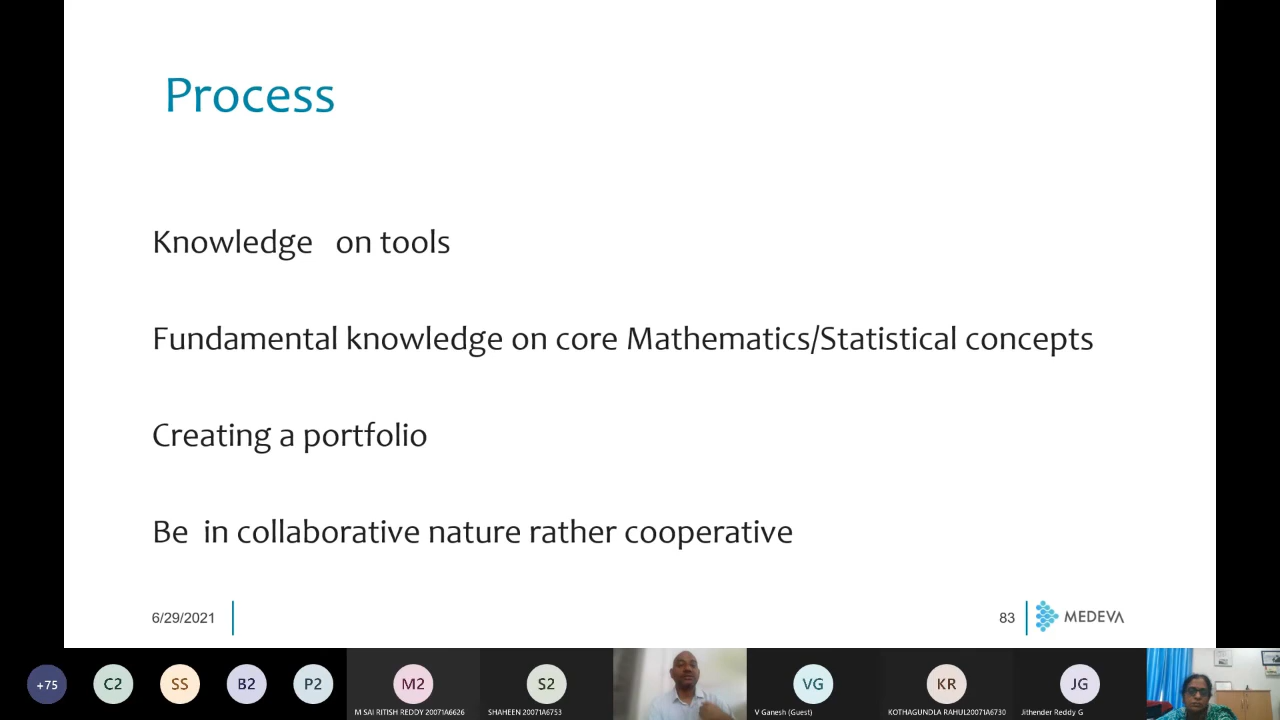 Process
Knowledge on tools
Fundamental knowledge on core Mathematics/Statistical concepts
Creating a portfolio
Be in collaborative nature rather cooperative
6/29/2021
83
MEDEVA
+75
C2
SS
B2
P2
M2
S2
VG
KR
JG
M SAI RITISH REDDY 20071A6626
SHAHEEN 20071A6753
V Ganesh (Guest)
KOTHAGUNDLA RAHUL20071A6730
Jithender Reddy G